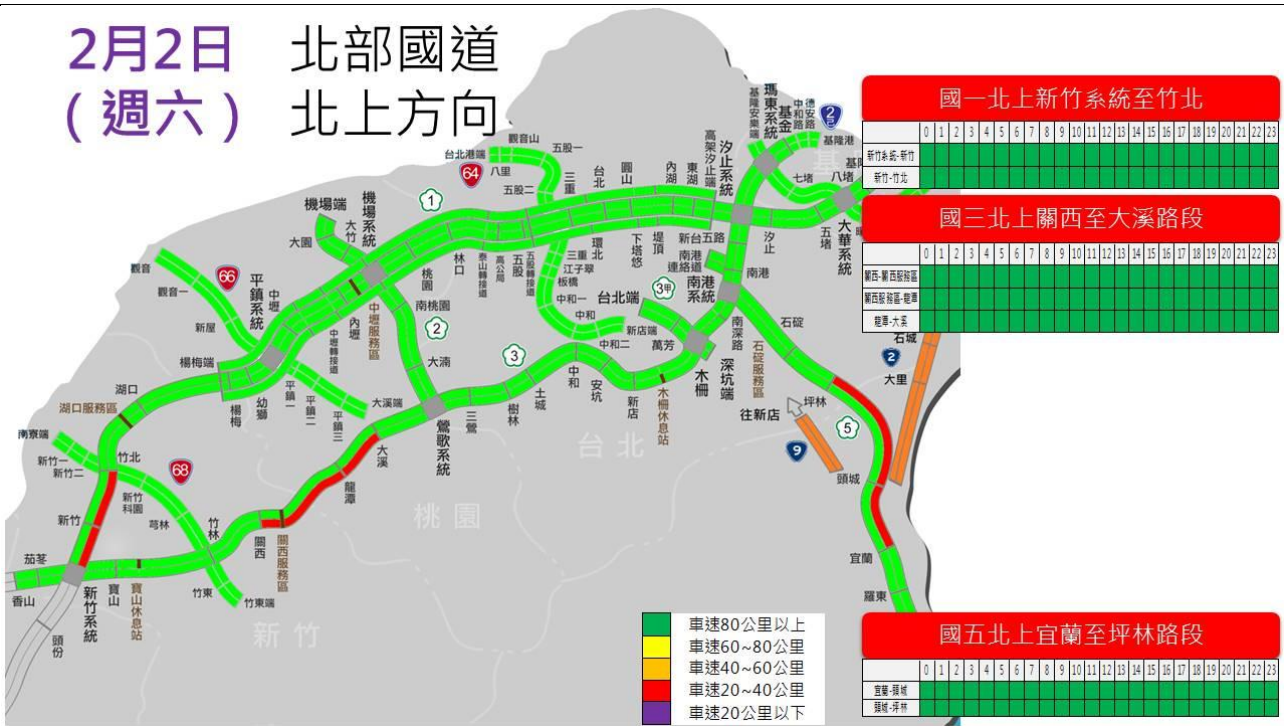 2月2日 北部國道
(週六) 北上方向
國一北上新竹系統至竹北
0 1 2 3 4 5 6 7 8 9 10 11 12 13 14 15 16 17 18 19 20 21 22 23
新竹系統-新竹
新竹-竹北
國三北上關西至大溪路段
0 1 2 3 4 5 6 7 8 9 10 11 12 13 14 15 16 17 18 19 20 21 22 23
關西-關西服務區
關西服務區-龍潭
龍潭-大溪
國五北上宜蘭至坪林路段
0 1 2 3 4 5 6 7 8 9 10 11 12 13 14 15 16 17 18 19 20 21 22 23
宜蘭-頭城
頭城-坪林
車速80公里以上
車速60~80公里
車速40~60公里
車速20~40公里
車速20公里以下
台北港端
觀音山
八里
64
五股一
五股二
三重
台北
圓山
內湖
東湖
高架汐止端
汐止系統
基隆安樂端
瑪東系統
基金
中和路
德安路
2
基隆港
七堵
八堵
五堵
大華系統
汐止
機場端
大竹
機場系統
大園
1
桃園
林口
泰山轉接道
高公局
五股
五股轉接道
三重
江子翠
板橋
中和一
中和
中和二
環北
下塔悠
堤頂
新台五路
南港連絡道
南港系統
南港
新店端
台北端
3甲
萬芳
木柵
深坑端
南深路
石碇服務區
石碇
坪林
往新店
9
5
頭城
宜蘭
羅東
石城
2
大里
觀音
觀音一
66
新屋
平鎮系統
中壢
內壢
中壢轉接道
中壢服務區
南桃園
2
大湳
3
楊梅端
楊梅
幼獅
平鎮一
平鎮二
平鎮三
大溪端
大溪
鶯歌系統
三鶯
樹林
土城
中和
安坑
新店
木柵休息站
湖口
湖口服務區
南寮端
新竹一
新竹二
竹北
68
新竹科園
芎林
竹林
竹東
竹東端
關西
關西服務區
龍潭
新竹
茄苳
香山
頭份
新竹系統
寶山
寶山休息站
新竹
桃園
台北